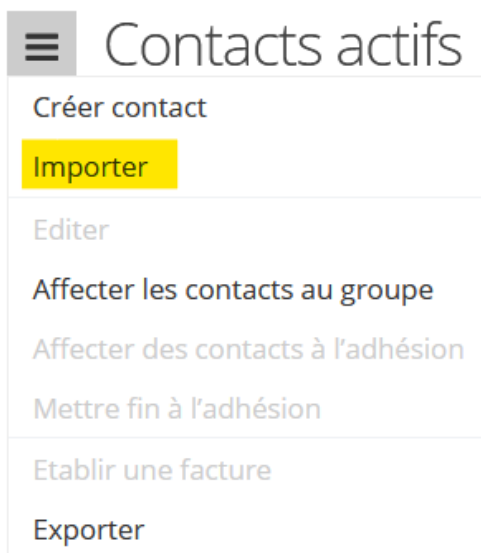 Contacts actifs
Créer contact
Importer
Editer
Affecter les contacts au groupe
Affecter des contacts à l'adhésion
Mettre fin à l'adhésion
Etablir une facture
Exporter